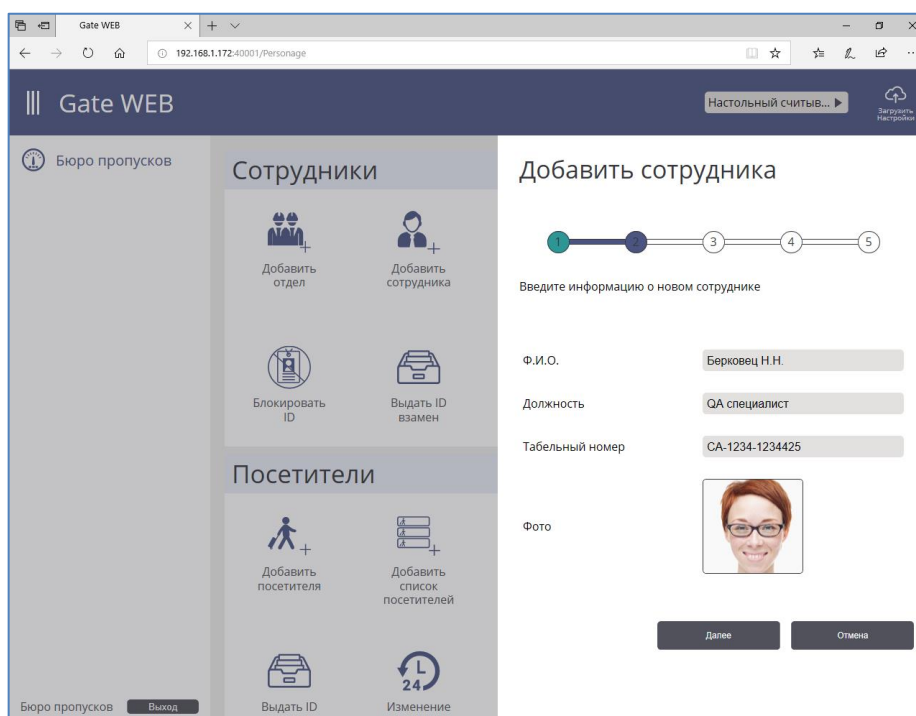 Gate WEB
192.168.1.172:40001/Personage
Gate WEB
Настольный считыв...
Загрузить
Настройки
Бюро пропусков
Сотрудники
Добавить
отдел
Добавить
сотрудника
Блокировать
ID
Выдать ID
взамен
Посетители
Добавить
посетителя
Добавить
список
посетителей
24
Выдать ID
Изменение
Бюро пропусков
Выход
Добавить сотрудника
1
2
3
4
5
Введите информацию о новом сотруднике
Ф.И.О.
Берковец Н.Н.
Должность
QA специалист
Табельный номер
СА-1234-1234425
Фото
Далее
Отмена